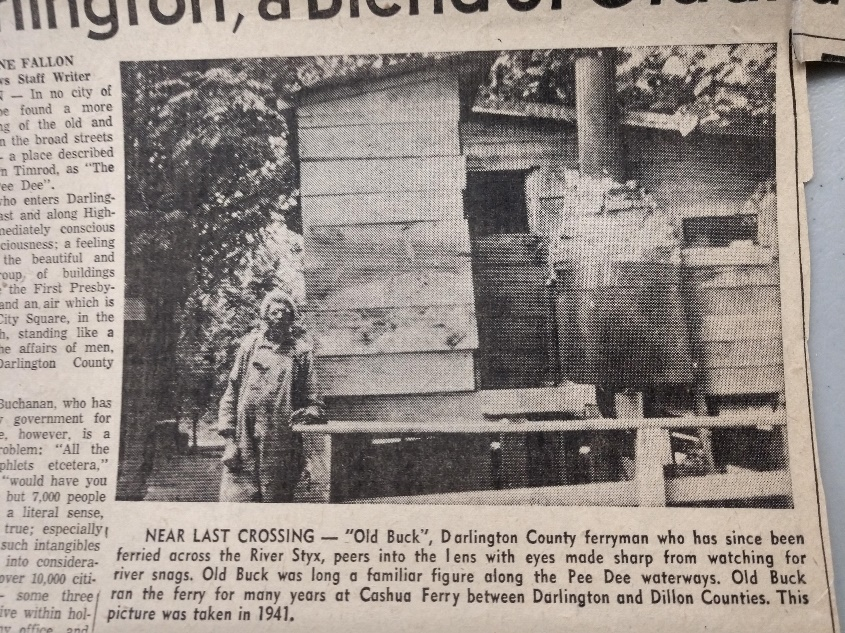 rlington, a Blend of Old a
NE FALLON
ws Staff Writer
N — In no city of
be found a more
ng of the old and
n the broad streets
- a place described
n Timrod, as "The
ee Dee".
who enters Darling-
ast and along High-
mediately conscious
ciousness; a feeling
the beautiful and
roup of buildings
the First Presby-
and an air which is
City Square, in the
h, standing like a
he affairs of men,
Darlington County
Buchanan, who has
y government for
e, however, is a
roblem: "All the
phlets etcetera,"
"would have you
but 7,000 people
a literal sense,
true; especially
such intangibles
into considera-
over 10,000 citi-
- some three
ive within hol-
ny office, and
NEAR LAST CROSSING — "Old Buck", Darlington County ferryman who has since been
ferried across the River Styx, peers into the lens with eyes made sharp from watching for
river snags. Old Buck was long a familiar figure along the Pee Dee waterways. Old Buck
ran the ferry for many years at Cashua Ferry between Darlington and Dillon Counties. This
picture was taken in 1941.